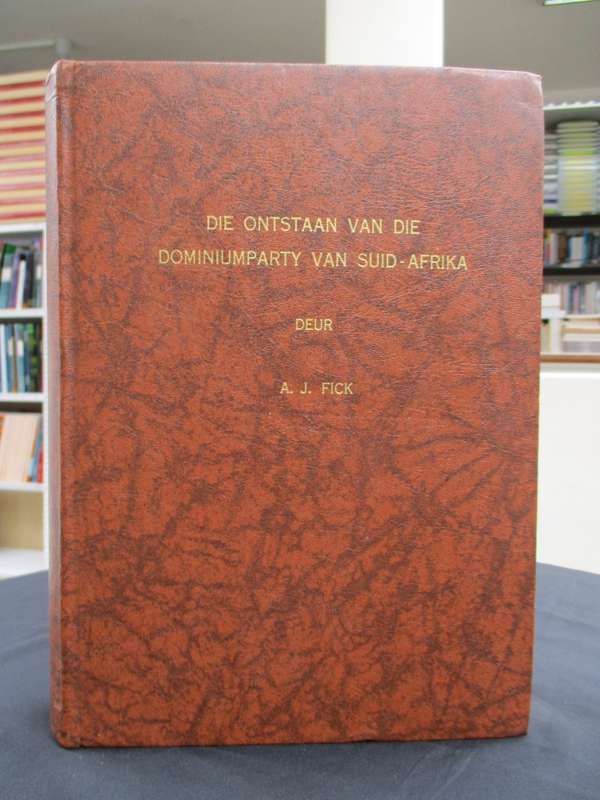 DIE ONTSTAAN VAN DIE
DOMINIUMPARTY VAN SUID-AFRIKA
DEUR
A. J. FICK